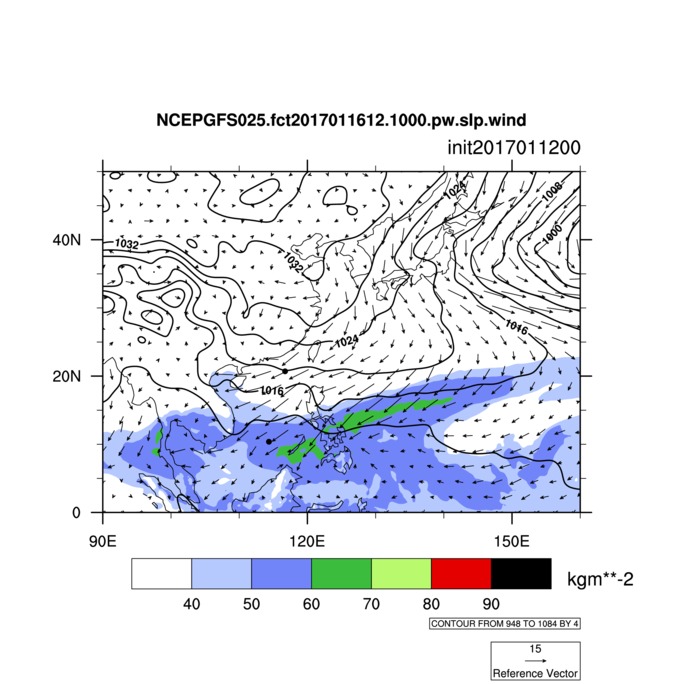 NCEPGFS025.fct2017011612.1000.pw.slp.wind
init2017011200
1024
1008
1000
40N
1032
1032
1016
1024
20N
1016
0
90E 120E 150E
40 50 60 70 80 90
kgm**-2
CONTOUR FROM 948 TO 1084 BY 4
15
Reference Vector